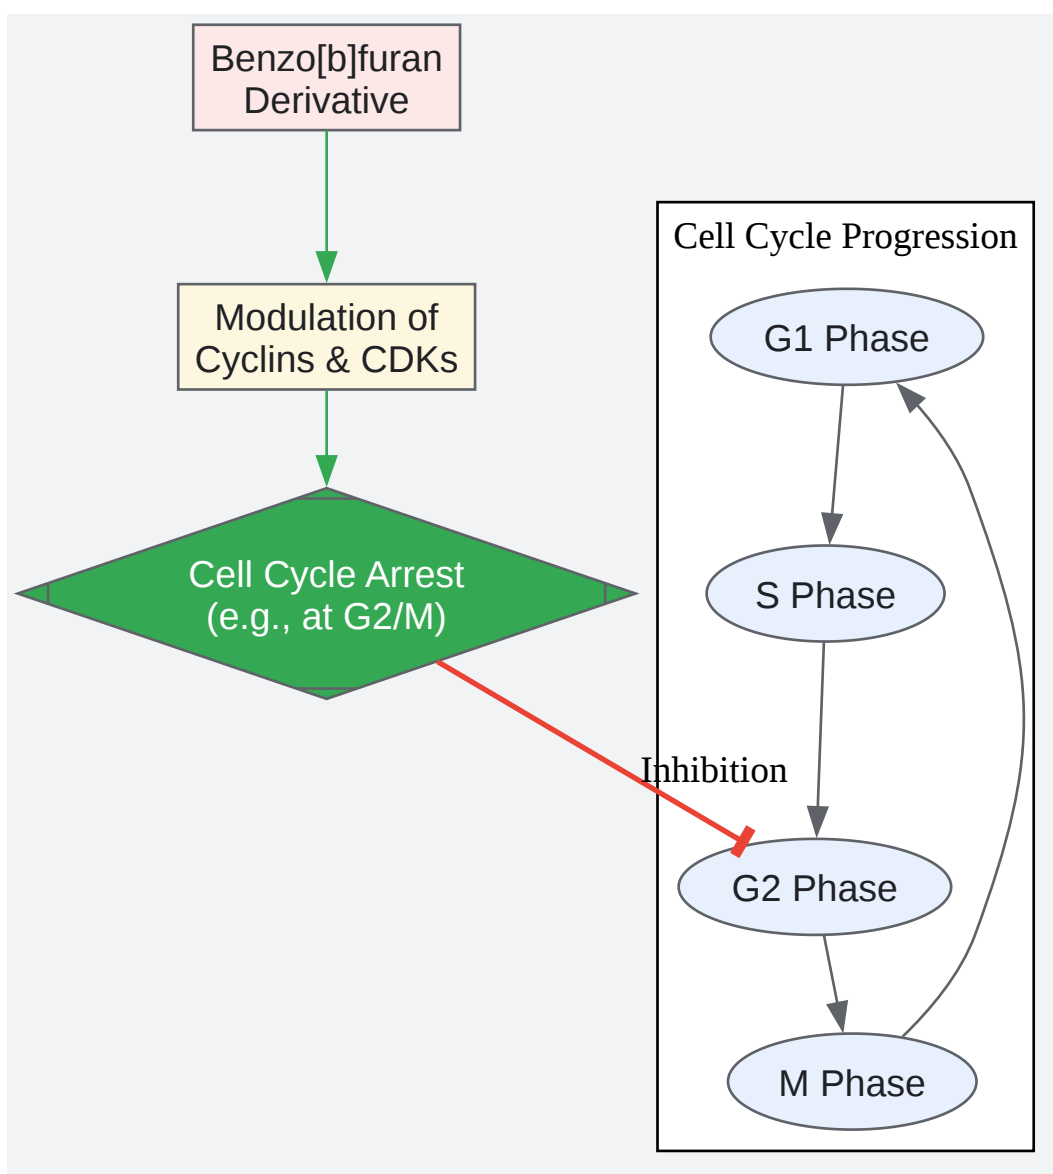 Benzo[b]furan
Derivative
Modulation of
Cyclins & CDKs
Cell Cycle Arrest
(e.g., at G2/M)
Inhibition
Cell Cycle Progression
G1 Phase
S Phase
G2 Phase
M Phase